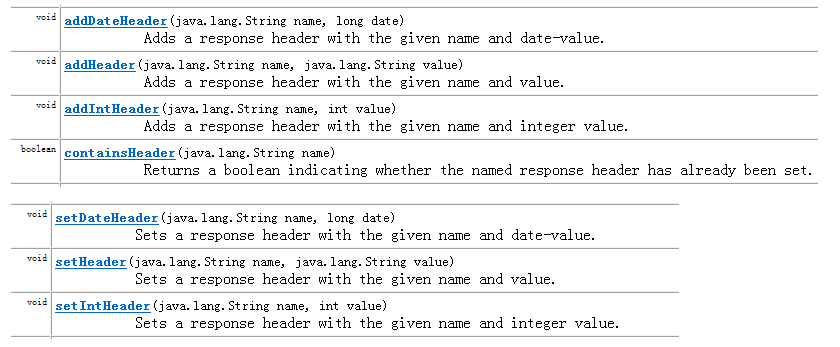 void addDateHeader(java.lang.String name, long date)
Adds a response header with the given name and date-value.
void addHeader(java.lang.String name, java.lang.String value)
Adds a response header with the given name and value.
void addIntHeader(java.lang.String name, int value)
Adds a response header with the given name and integer value.
boolean containsHeader(java.lang.String name)
Returns a boolean indicating whether the named response header has already been set.
void setDateHeader(java.lang.String name, long date)
Sets a response header with the given name and date-value.
void setHeader(java.lang.String name, java.lang.String value)
Sets a response header with the given name and value.
void setIntHeader(java.lang.String name, int value)
Sets a response header with the given name and integer value.